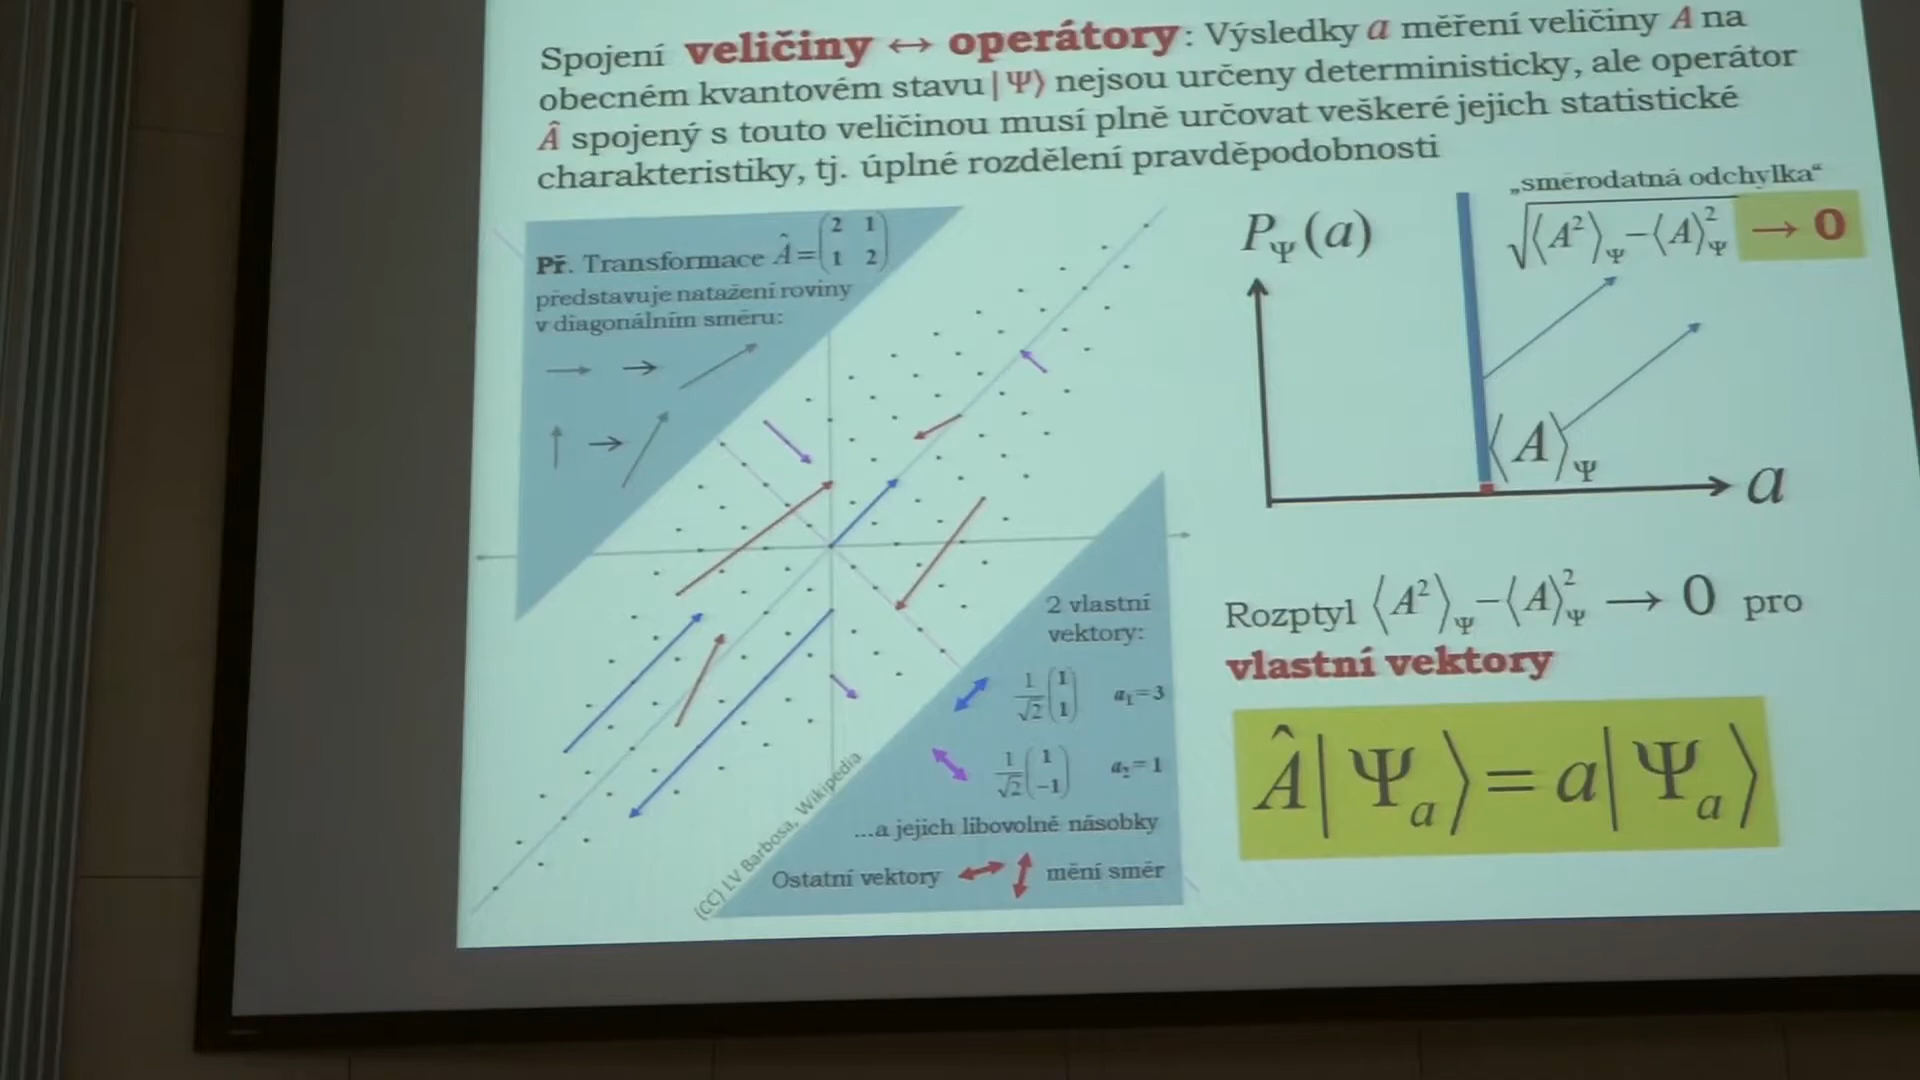 Spojení veličiny ↔ operátory: Výsledky a měření veličiny A na
obecném kvantovém stavu |Ψ⟩ nejsou určeny deterministicky, ale operátor
Â spojený s touto veličinou musí plně určovat veškeré jejich statistické
charakteristiky, tj. úplné rozdělení pravděpodobnosti
Př. Transformace Â = (2 1
1 2)
představuje natažení roviny
v diagonálním směru:
→
→
2 vlastní
vektory:
1/√2 (1 1) a₁=3
1/√2 (1 −1) a₂=1
...a jejich libovolné násobky
Ostatní vektory mění směr
(CC) LV Barbosa, Wikipedia
„směrodatná odchylka“
√⟨A²⟩Ψ − ⟨A⟩²Ψ → 0
PΨ(a)
⟨A⟩Ψ
a
Rozptyl ⟨A²⟩Ψ − ⟨A⟩²Ψ → 0 pro
vlastní vektory
Â|Ψₐ⟩ = a|Ψₐ⟩